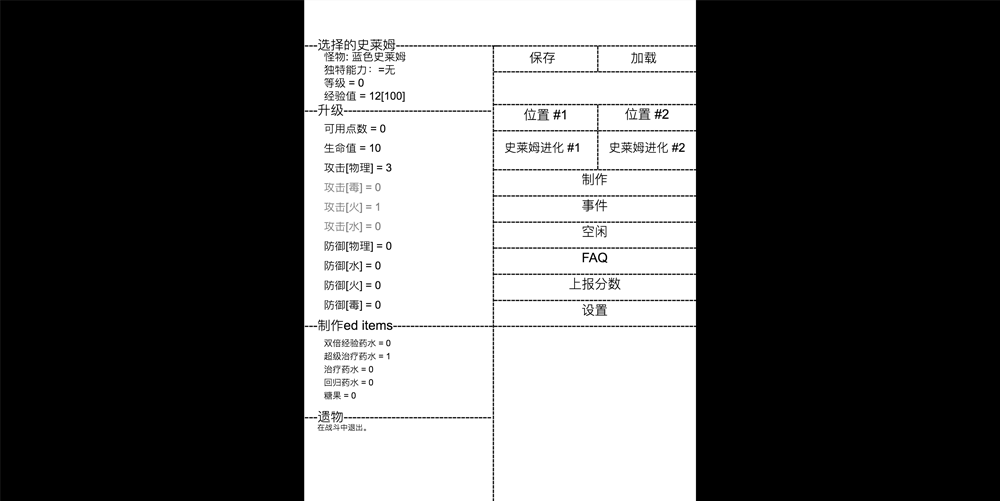 选择的史莱姆
怪物: 蓝色史莱姆
独特能力： =无
等级 = 0
经验值 = 12[100]
升级
可用点数 = 0
生命值 = 10
攻击[物理] = 3
攻击[毒] = 0
攻击[火] = 1
攻击[水] = 0
防御[物理] = 0
防御[水] = 0
防御[火] = 0
防御[毒] = 0
制作ed items
双倍经验药水 = 0
超级治疗药水 = 1
治疗药水 = 0
回归药水 = 0
糖果 = 0
遗物
在战斗中退出。
保存
加载
位置 #1
位置 #2
史莱姆进化 #1
史莱姆进化 #2
制作
事件
空闲
FAQ
上报分数
设置